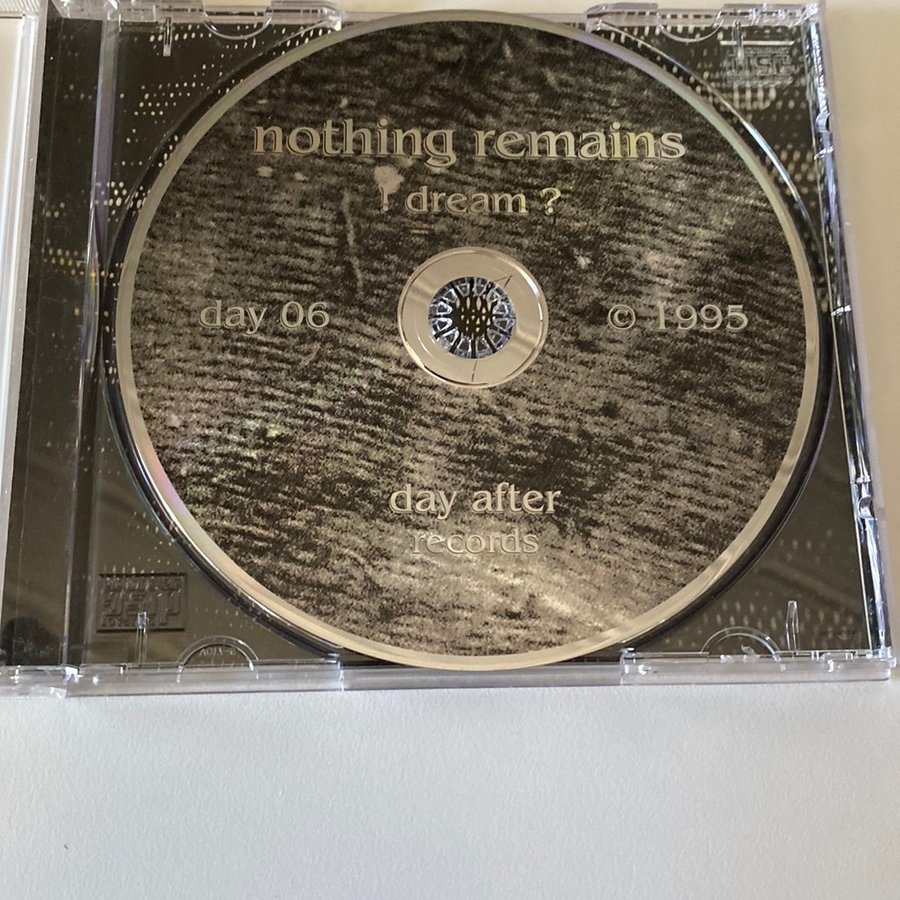 nothing remains
! dream ?
day 06
© 1995
day after
records